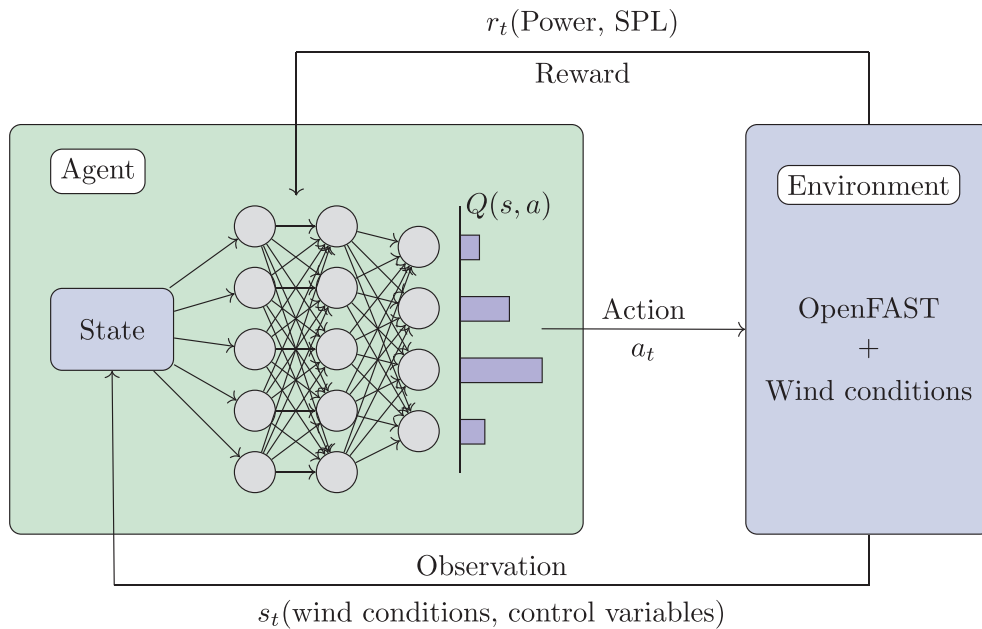 r_t(Power, SPL)
Reward
Agent
Environment
Q(s, a)
State
Action
a_t
OpenFAST
+
Wind conditions
Observation
s_t(wind conditions, control variables)